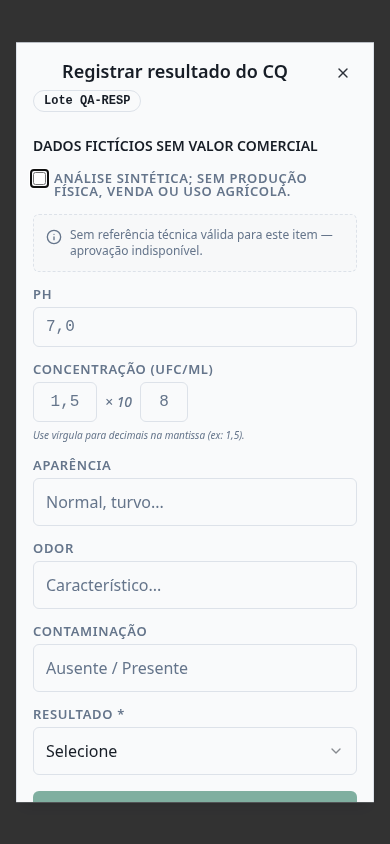 Registrar resultado do CQ
Lote QA-RESP
DADOS FICTÍCIOS SEM VALOR COMERCIAL
ANÁLISE SINTÉTICA; SEM PRODUÇÃO
FÍSICA, VENDA OU USO AGRÍCOLA.
Sem referência técnica válida para este item —
aprovação indisponível.
PH
7,0
CONCENTRAÇÃO (UFC/ML)
1,5 × 10 8
Use vírgula para decimais na mantissa (ex: 1,5).
APARÊNCIA
Normal, turvo...
ODOR
Característico...
CONTAMINAÇÃO
Ausente / Presente
RESULTADO *
Selecione